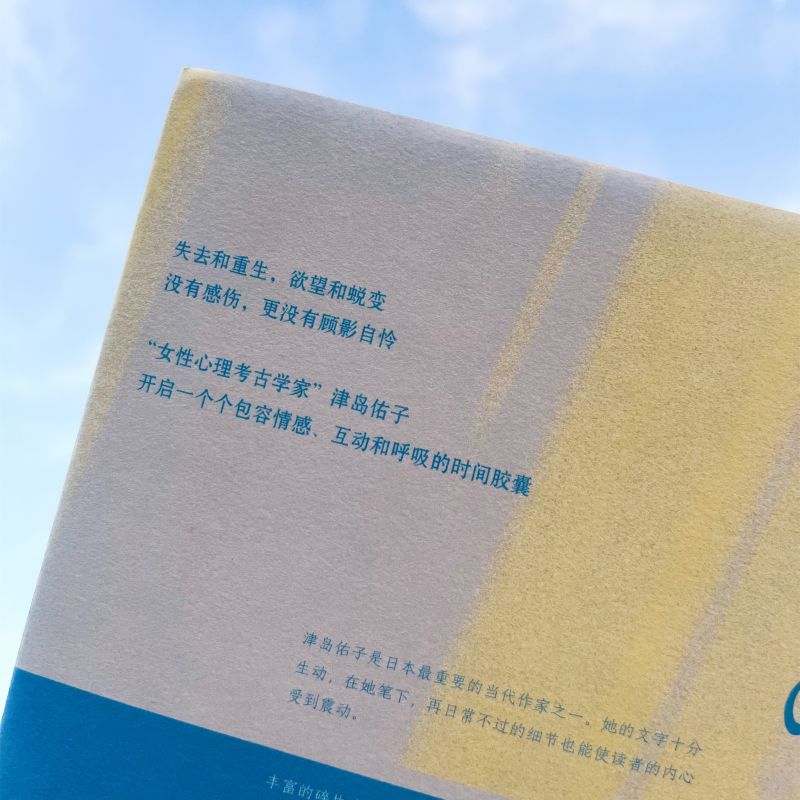 失去和重生，欲望和蜕变
没有感伤，更没有顾影自怜
“女性心理考古学家”津岛佑子
开启一个个包容情感、互动和呼吸的时间胶囊
津岛佑子是日本最重要的当代作家之一。她的文字十分
生动，在她笔下，再日常不过的细节也能使读者的内心
受到震动。
丰富的碎片